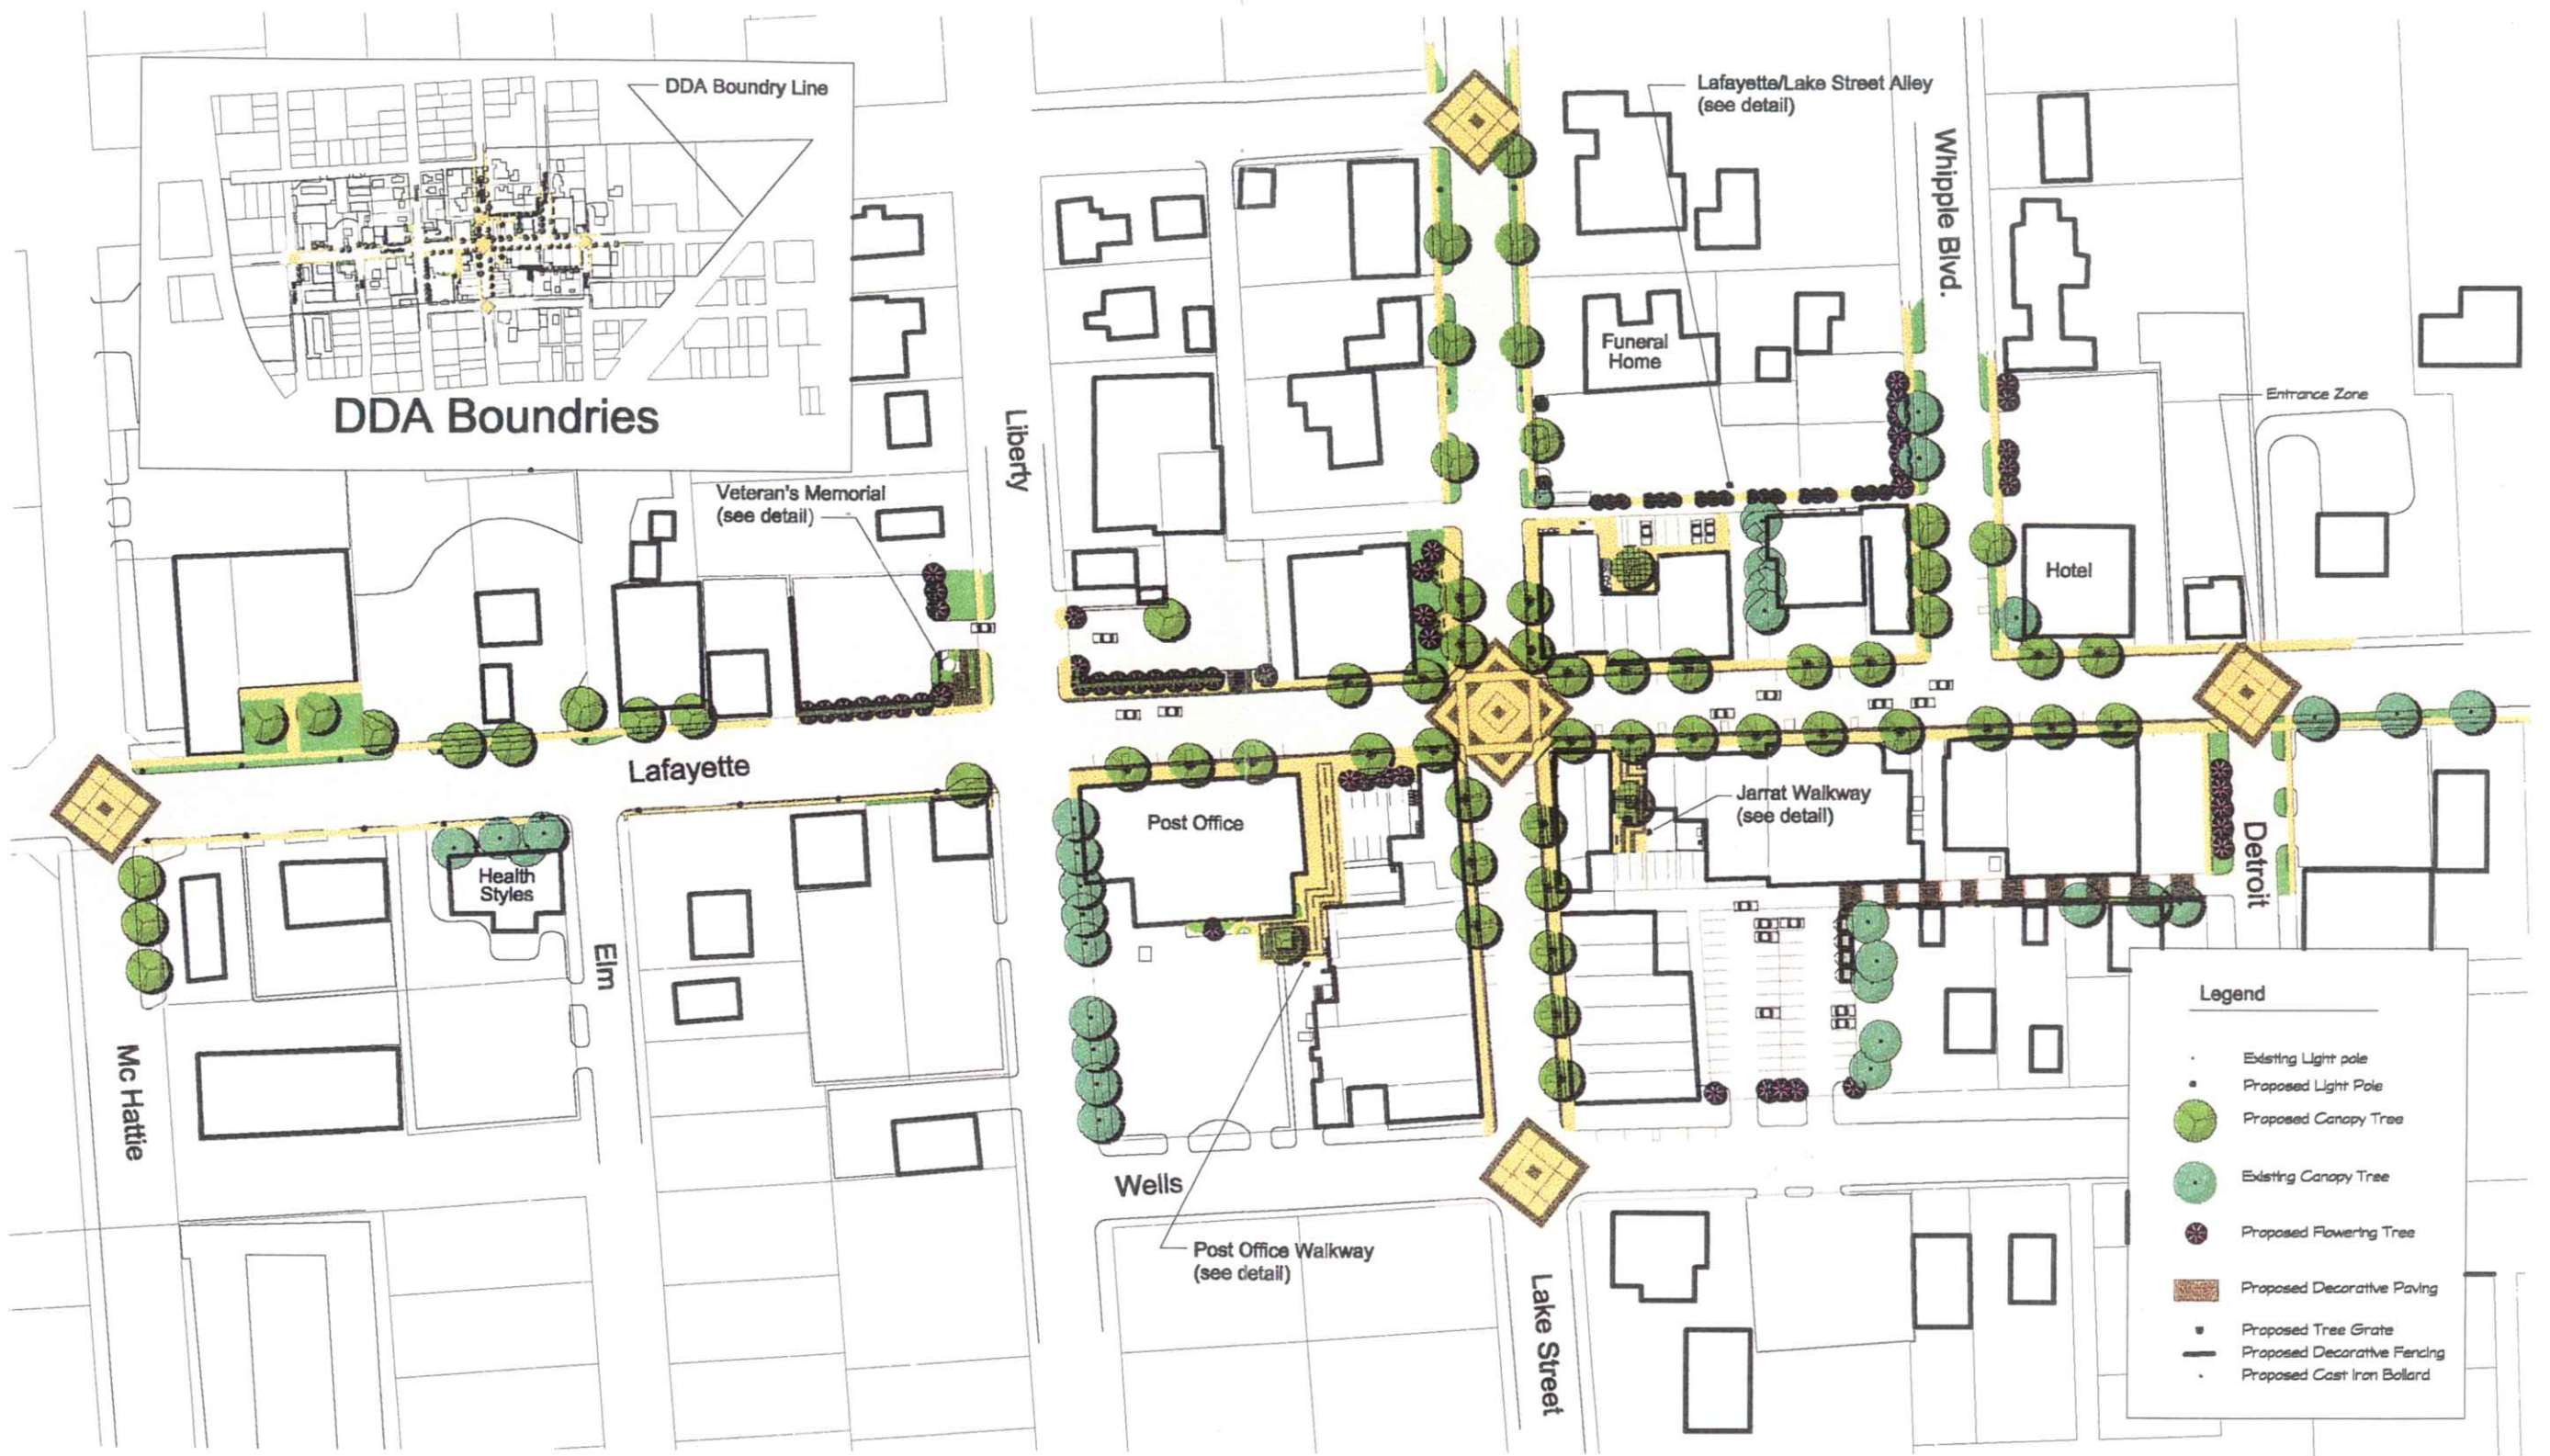 DDA Boundry Line
DDA Boundries
Lafayette/Lake Street Alley
(see detail)
Whipple Blvd.
Funeral
Home
Entrance Zone
Liberty
Veteran's Memorial
(see detail)
Hotel
Lafayette
Post Office
Jarrat Walkway
(see detail)
Detroit
Health
Styles
Elm
Mc Hattie
Wells
Post Office Walkway
(see detail)
Lake Street
Legend
Existing Light pole
Proposed Light Pole
Proposed Canopy Tree
Existing Canopy Tree
Proposed Flowering Tree
Proposed Decorative Paving
Proposed Tree Grate
Proposed Decorative Fencing
Proposed Cast Iron Bollard